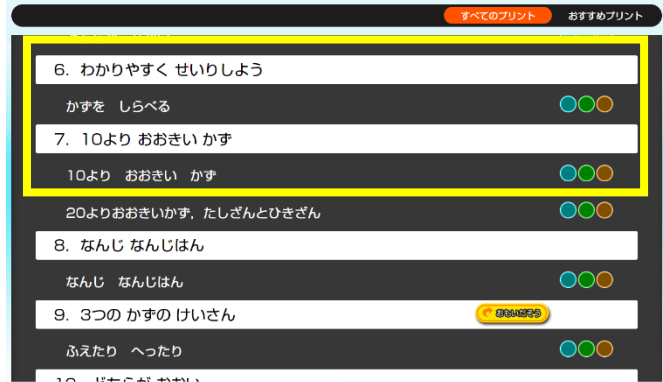 すべてのプリント おすすめプリント
6. わかりやすく せいりしよう
かずを しらべる
7. 10より おおきい かず
10より おおきい かず
20よりおおきいかず，たしざんとひきざん
8. なんじ なんじはん
なんじ なんじはん
9. 3つの かずの けいさん おもいだそう
ふえたり へったり